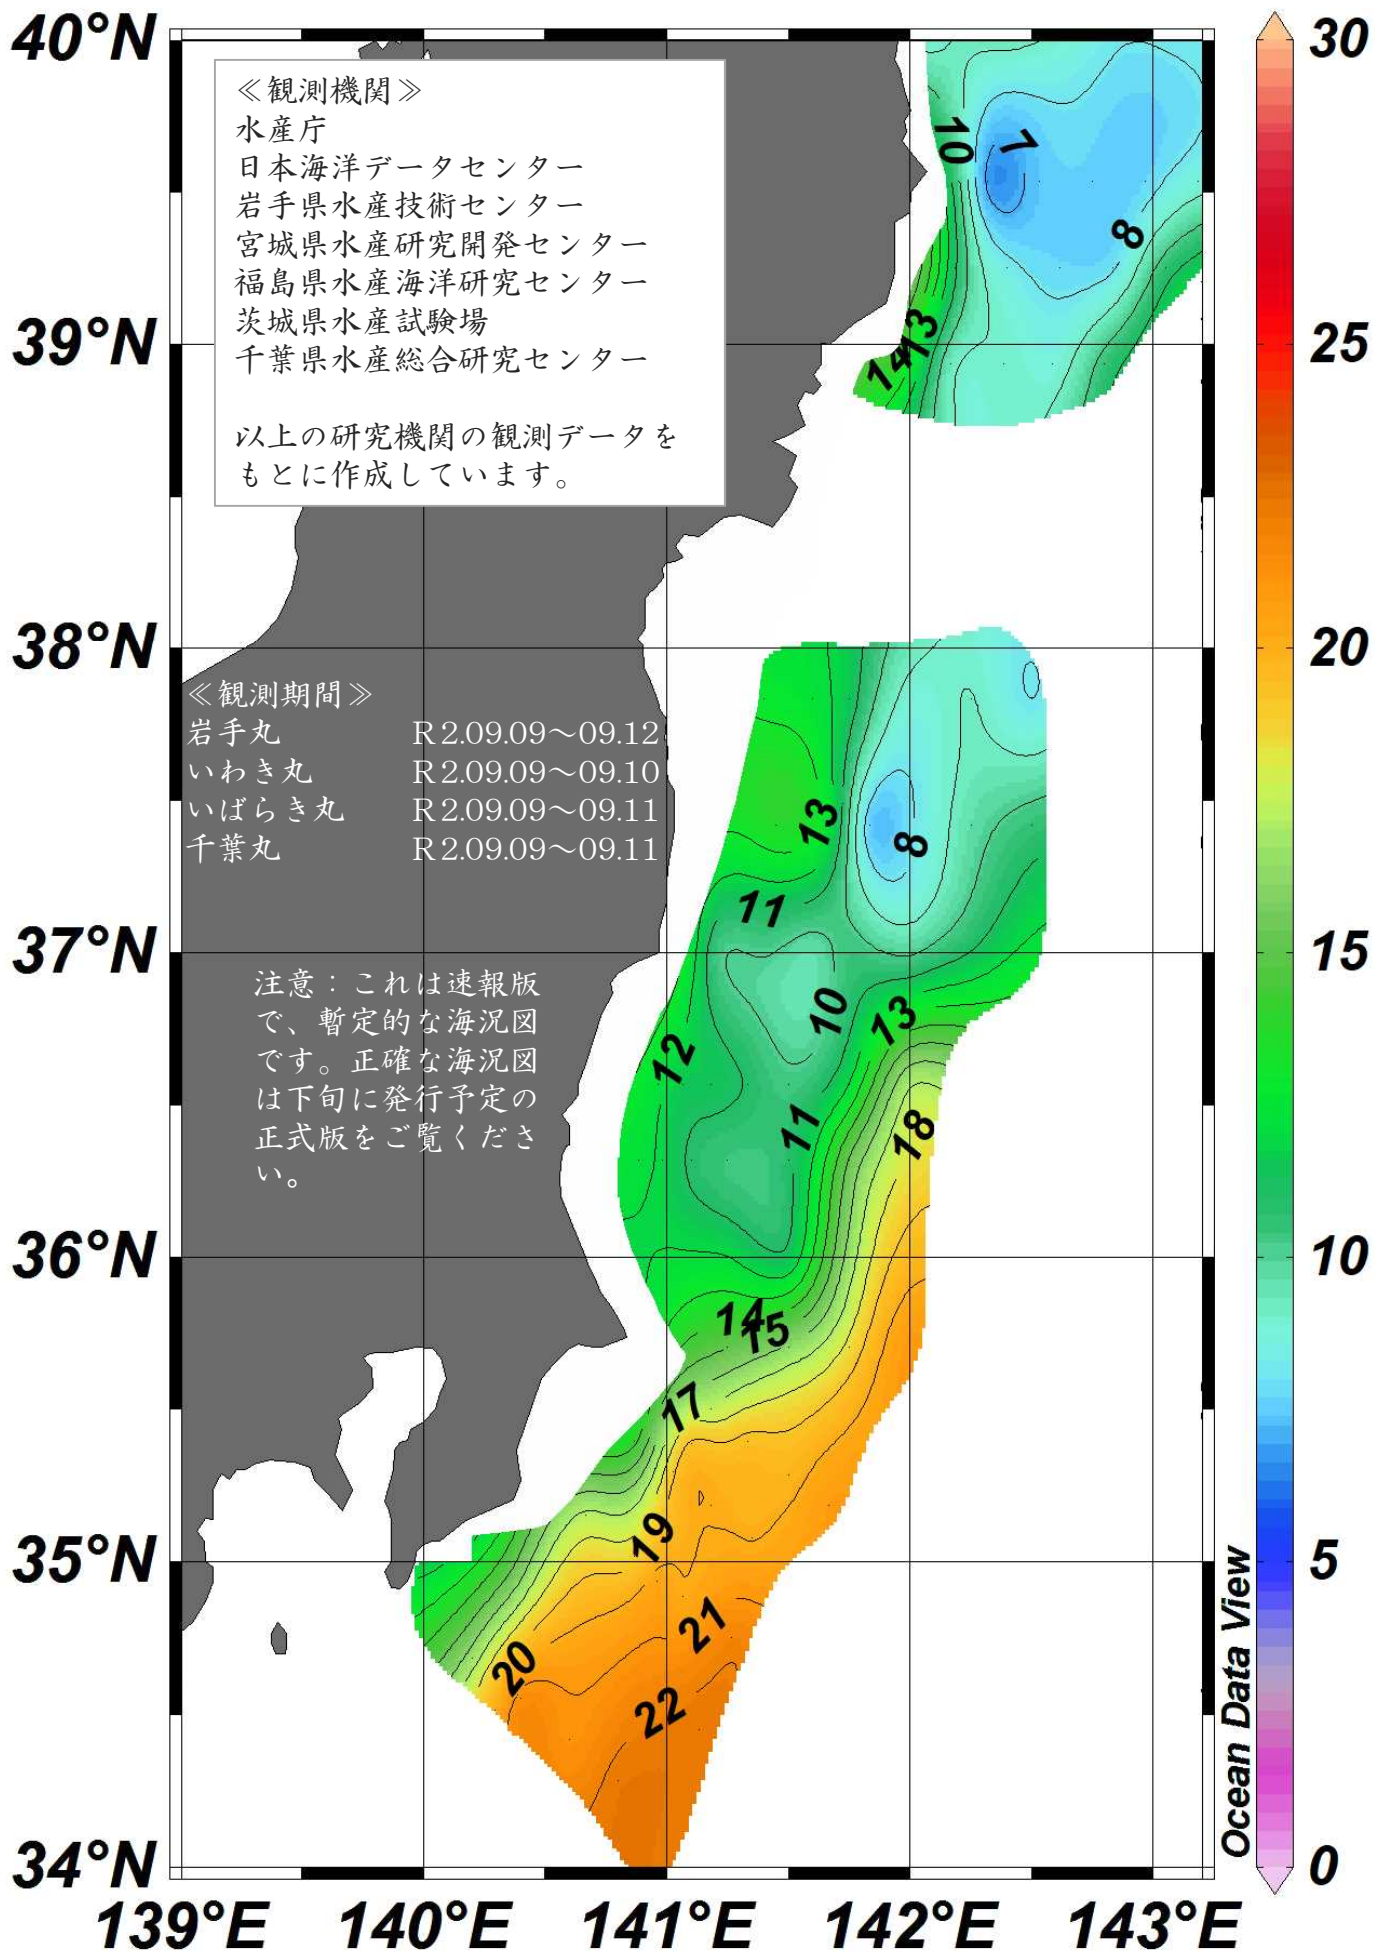 40°N
39°N
38°N
37°N
36°N
35°N
34°N
139°E 140°E 141°E 142°E 143°E
≪観測機関≫
水産庁
日本海洋データセンター
岩手県水産技術センター
宮城県水産研究開発センター
福島県水産海洋研究センター
茨城県水産試験場
千葉県水産総合研究センター
以上の研究機関の観測データを
もとに作成しています。
≪観測期間≫
岩手丸 R2.09.09～09.12
いわき丸 R2.09.09～09.10
いばらき丸 R2.09.09～09.11
千葉丸 R2.09.09～09.11
注意：これは速報版
で、暫定的な海況図
です。正確な海況図
は下旬に発行予定の
正式版をご覧くださ
い。
10
7
8
13
14
13
8
11
10
13
12
11
18
14
15
17
19
21
20
22
30
25
20
15
10
5
0
Ocean Data View